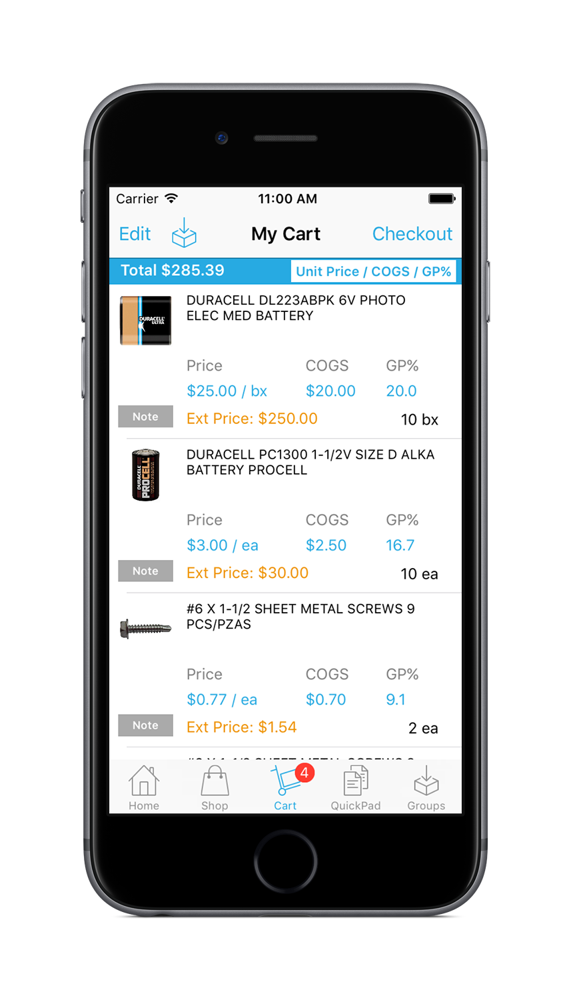 Carrier 11:00 AM
Edit My Cart Checkout
Total $285.39 Unit Price / COGS / GP%
DURACELL DL223ABPK 6V PHOTO
ELEC MED BATTERY
DURACELL
ULTRA
Price COGS GP%
$25.00 / bx $20.00 20.0
Note Ext Price: $250.00 10 bx
DURACELL PC1300 1-1/2V SIZE D ALKA
BATTERY PROCELL
DURACELL
PROCELL
Price COGS GP%
$3.00 / ea $2.50 16.7
Note Ext Price: $30.00 10 ea
#6 X 1-1/2 SHEET METAL SCREWS 9
PCS/PZAS
Price COGS GP%
$0.77 / ea $0.70 9.1
Note Ext Price: $1.54 2 ea
4
Home Shop Cart QuickPad Groups